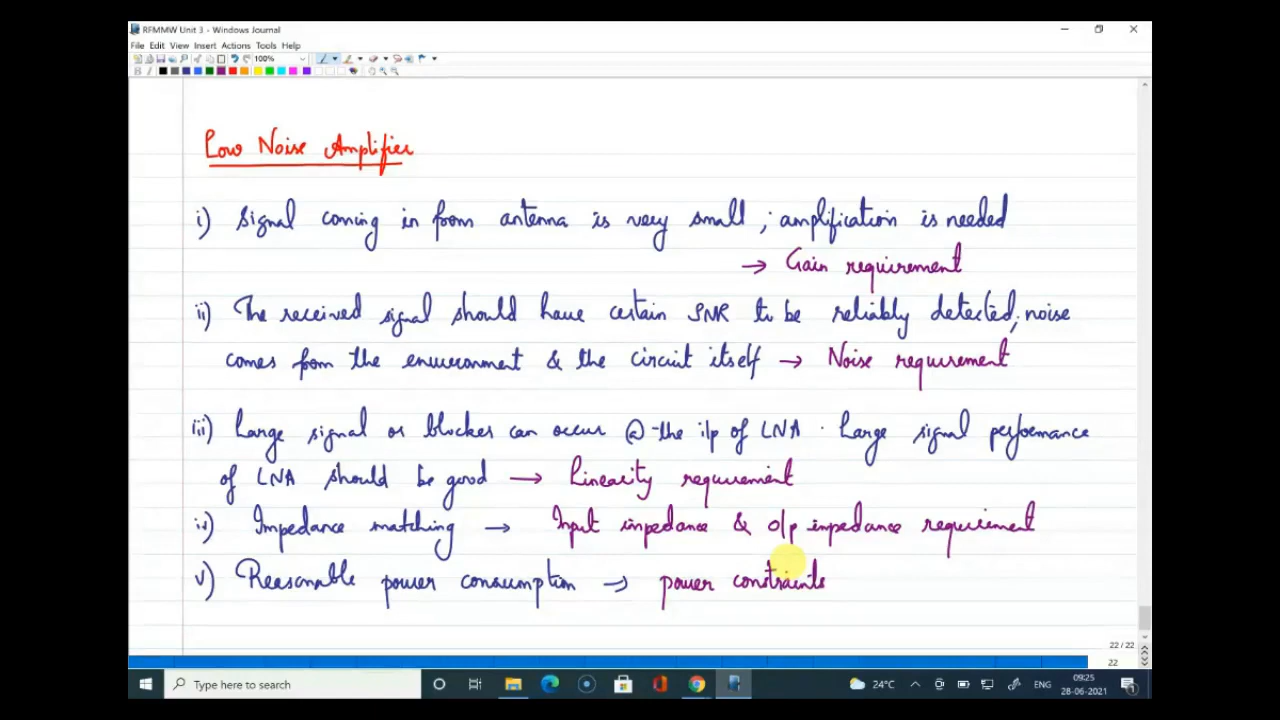 RFMMW Unit 3 - Windows Journal
File Edit View Insert Actions Tools Help
100%
B I
Low Noise Amplifier
i) Signal coming in from antenna is very small ; amplification is needed
→ Gain requirement
ii) The received signal should have certain SNR to be reliably detected; noise
comes from the environment & the circuit itself → Noise requirement
iii) Large signal or blocker can occur @ the i/p of LNA . Large signal performance
of LNA should be good → Linearity requirement
iv) Impedance matching → Input impedance & o/p impedance requirement
v) Reasonable power consumption → power constraints
22 / 22
22
Type here to search
24°C
ENG
09:25
28-06-2021
1